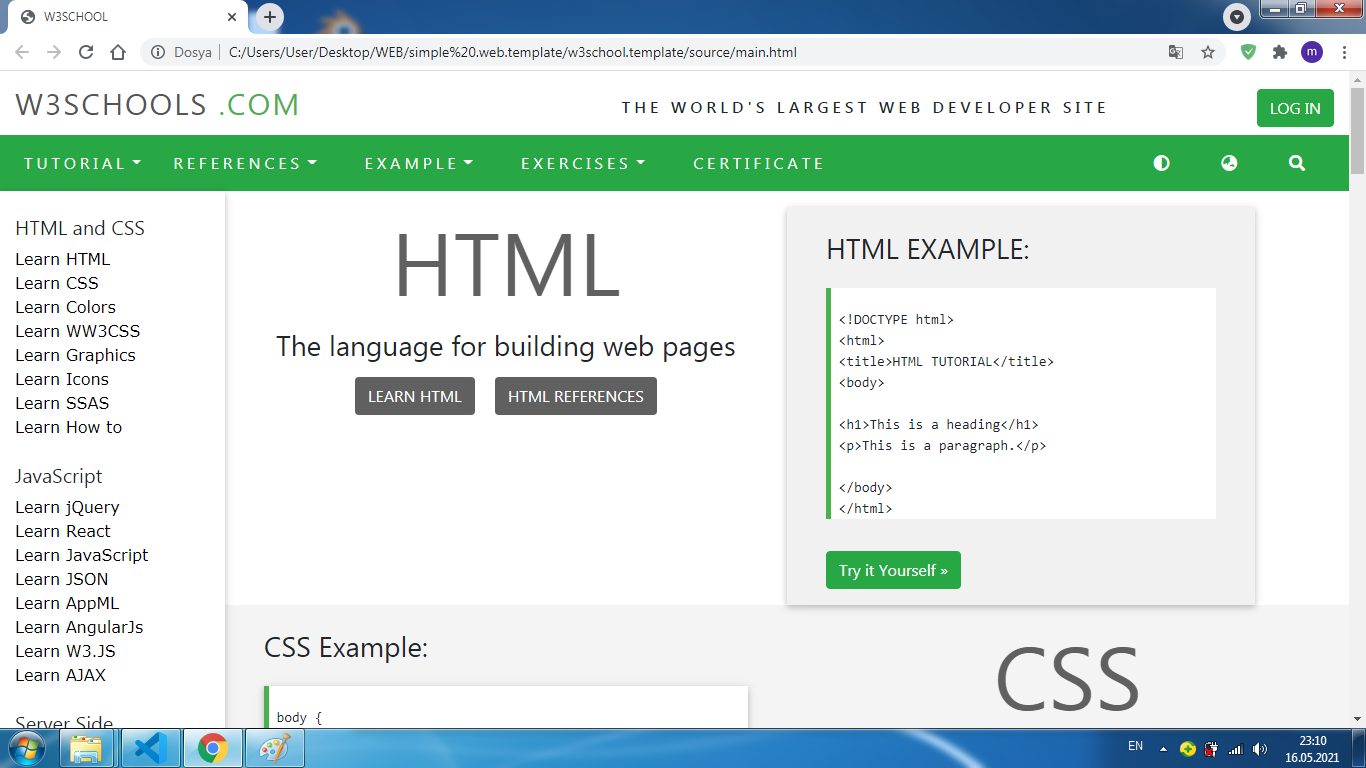 W3SCHOOL
Dosya
C:/Users/User/Desktop/WEB/simple%20.web.template/w3school.template/source/main.html
m
W3SCHOOLS .COM
THE WORLD'S LARGEST WEB DEVELOPER SITE
LOG IN
TUTORIAL REFERENCES EXAMPLE EXERCISES CERTIFICATE
HTML and CSS
Learn HTML
Learn CSS
Learn Colors
Learn WW3CSS
Learn Graphics
Learn Icons
Learn SSAS
Learn How to
JavaScript
Learn jQuery
Learn React
Learn JavaScript
Learn JSON
Learn AppML
Learn AngularJs
Learn W3.JS
Learn AJAX
Server Side
HTML
The language for building web pages
LEARN HTML
HTML REFERENCES
HTML EXAMPLE:
<!DOCTYPE html>
<html>
<title>HTML TUTORIAL</title>
<body>
<h1>This is a heading</h1>
<p>This is a paragraph.</p>
</body>
</html>
Try it Yourself »
CSS Example:
body {
CSS
EN
23:10
16.05.2021